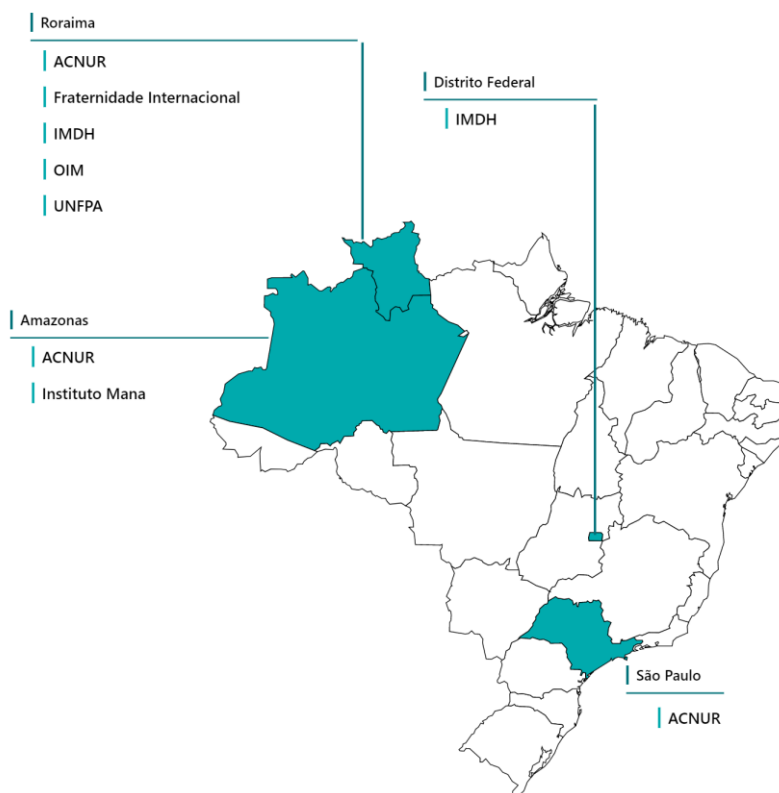 Roraima
ACNUR
Fraternidade Internacional
IMDH
OIM
UNFPA
Distrito Federal
IMDH
Amazonas
ACNUR
Instituto Mana
São Paulo
ACNUR